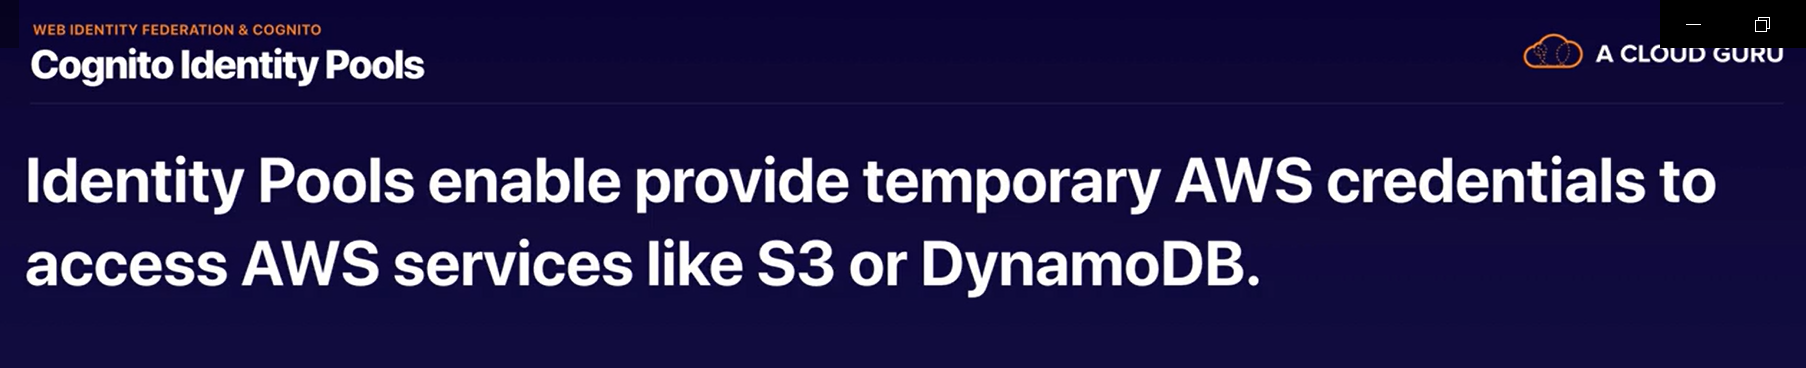 WEB IDENTITY FEDERATION & COGNITO
Cognito Identity Pools
A CLOUD GURU
Identity Pools enable provide temporary AWS credentials to
access AWS services like S3 or DynamoDB.